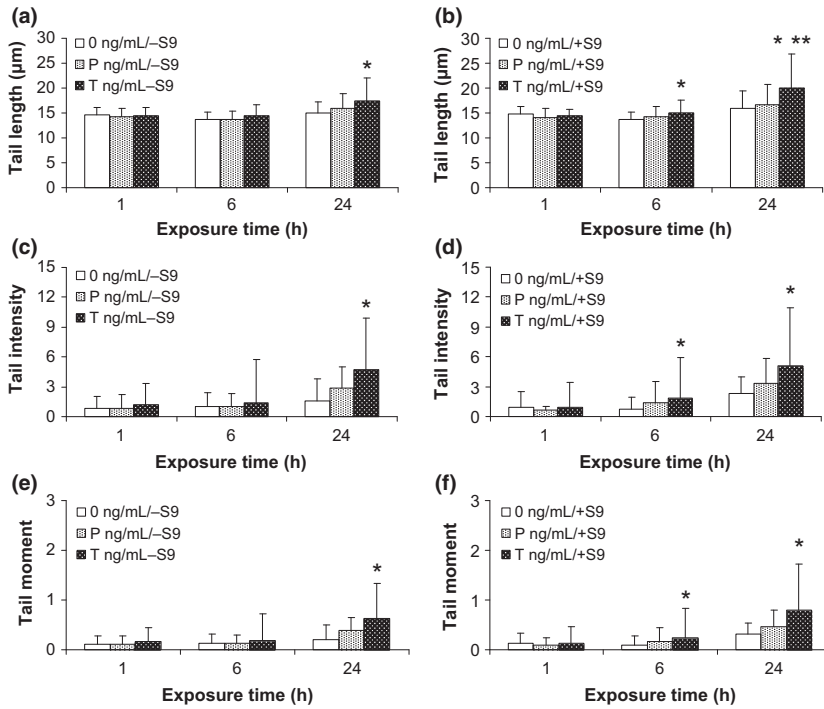 (a)
0 ng/mL/–S9
P ng/mL/–S9
T ng/mL–S9
Tail length (µm)
30
25
20
15
10
5
0
*
1 6 24
Exposure time (h)
(b)
0 ng/mL/+S9
P ng/mL/+S9
T ng/mL/+S9
Tail length (µm)
30
25
20
15
10
5
0
*
* **
1 6 24
Exposure time (h)
(c)
0 ng/mL/–S9
P ng/mL/–S9
T ng/mL–S9
Tail intensity
15
12
9
6
3
0
*
1 6 24
Exposure time (h)
(d)
0 ng/mL/+S9
P ng/mL/+S9
T ng/mL/+S9
Tail intensity
15
12
9
6
3
0
*
*
1 6 24
Exposure time (h)
(e)
0 ng/mL/–S9
P ng/mL/–S9
T ng/mL–S9
Tail moment
3
2
1
0
*
1 6 24
Exposure time (h)
(f)
0 ng/mL/+S9
P ng/mL/+S9
T ng/mL/+S9
Tail moment
3
2
1
0
*
*
1 6 24
Exposure time (h)